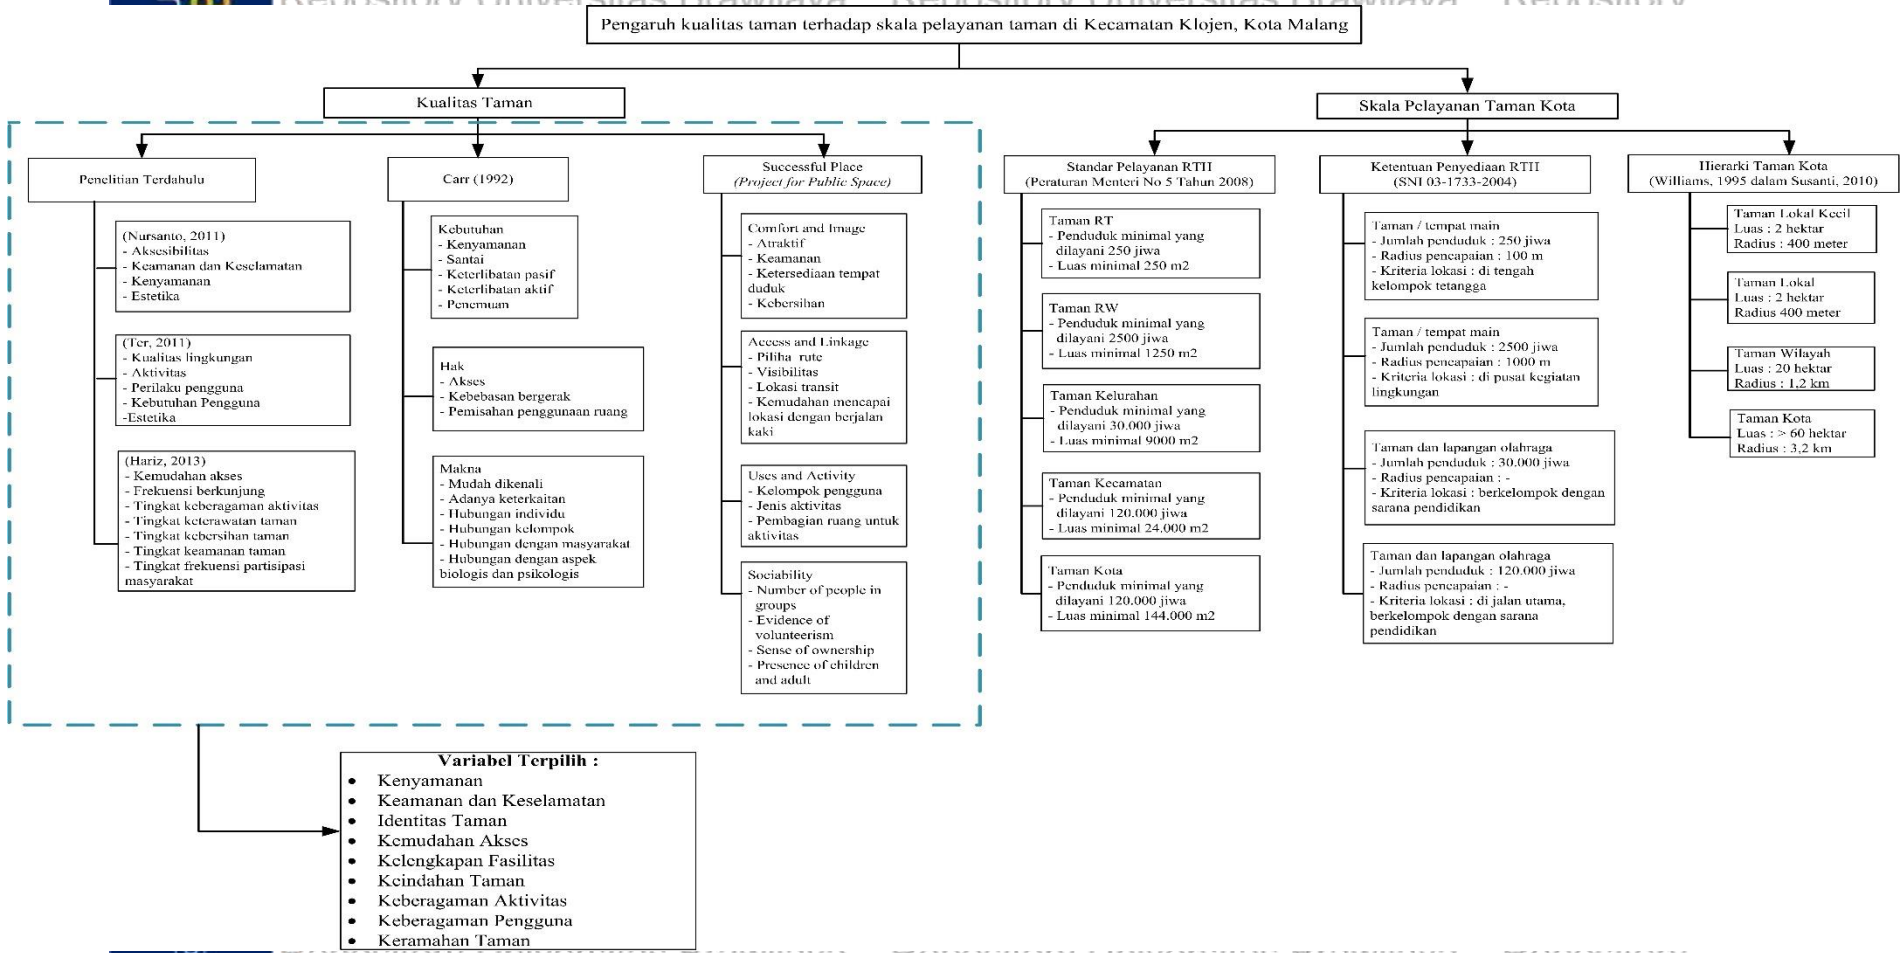 Pengaruh kualitas taman terhadap skala pelayanan taman di Kecamatan Klojen, Kota Malang
Kualitas Taman
Skala Pelayanan Taman Kota
Penelitian Terdahulu
(Nursanto, 2011)
- Aksesibilitas
- Keamanan dan Keselamatan
- Kenyamanan
- Estetika
(Ter, 2011)
- Kualitas lingkungan
- Aktivitas
- Perilaku pengguna
- Kebutuhan Pengguna
-Estetika
(Hariz, 2013)
- Kemudahan akses
- Frekuensi berkunjung
- Tingkat keberagaman aktivitas
- Tingkat keterawatan taman
- Tingkat kebersihan taman
- Tingkat keamanan taman
- Tingkat frekuensi partisipasi
masyarakat
Carr (1992)
Kebutuhan
- Kenyamanan
- Santai
- Keterlibatan pasif
- Keterlibatan aktif
- Penemuan
Hak
- Akses
- Kebebasan bergerak
- Pemisahan penggunaan ruang
Makna
- Mudah dikenali
- Adanya keterkaitan
- Hubungan individu
- Hubungan kelompok
- Hubungan dengan masyarakat
- Hubungan dengan aspek
biologis dan psikologis
Successful Place
(Project for Public Space)
Comfort and Image
- Atraktif
- Keamanan
- Ketersediaan tempat
duduk
- Kebersihan
Access and Linkage
- Piliha rute
- Visibilitas
- Lokasi transit
- Kemudahan mencapai
lokasi dengan berjalan
kaki
Uses and Activity
- Kelompok pengguna
- Jenis aktivitas
- Pembagian ruang untuk
aktivitas
Sociability
- Number of people in
groups
- Evidence of
volunteerism
- Sense of ownership
- Presence of children
and adult
Standar Pelayanan RTH
(Peraturan Menteri No 5 Tahun 2008)
Taman RT
- Penduduk minimal yang
dilayani 250 jiwa
- Luas minimal 250 m2
Taman RW
- Penduduk minimal yang
dilayani 2500 jiwa
- Luas minimal 1250 m2
Taman Kelurahan
- Penduduk minimal yang
dilayani 30.000 jiwa
- Luas minimal 9000 m2
Taman Kecamatan
- Penduduk minimal yang
dilayani 120.000 jiwa
- Luas minimal 24.000 m2
Taman Kota
- Penduduk minimal yang
dilayani 120.000 jiwa
- Luas minimal 144.000 m2
Ketentuan Penyediaan RTH
(SNI 03-1733-2004)
Taman / tempat main
- Jumlah penduduk : 250 jiwa
- Radius pencapaian : 100 m
- Kriteria lokasi : di tengah
kelompok tetangga
Taman / tempat main
- Jumlah penduduk : 2500 jiwa
- Radius pencapaian : 1000 m
- Kriteria lokasi : di pusat kegiatan
lingkungan
Taman dan lapangan olahraga
- Jumlah penduduk : 30.000 jiwa
- Radius pencapaian : -
- Kriteria lokasi : berkelompok dengan
sarana pendidikan
Taman dan lapangan olahraga
- Jumlah penduduk : 120.000 jiwa
- Radius pencapaian : -
- Kriteria lokasi : di jalan utama,
berkelompok dengan sarana
pendidikan
Hierarki Taman Kota
(Williams, 1995 dalam Susanti, 2010)
Taman Lokal Kecil
Luas : 2 hektar
Radius : 400 meter
Taman Lokal
Luas : 2 hektar
Radius 400 meter
Taman Wilayah
Luas : 20 hektar
Radius : 1,2 km
Taman Kota
Luas : > 60 hektar
Radius : 3,2 km
Variabel Terpilih :
• Kenyamanan
• Keamanan dan Keselamatan
• Identitas Taman
• Kemudahan Akses
• Kelengkapan Fasilitas
• Keindahan Taman
• Keberagaman Aktivitas
• Keberagaman Pengguna
• Keramahan Taman